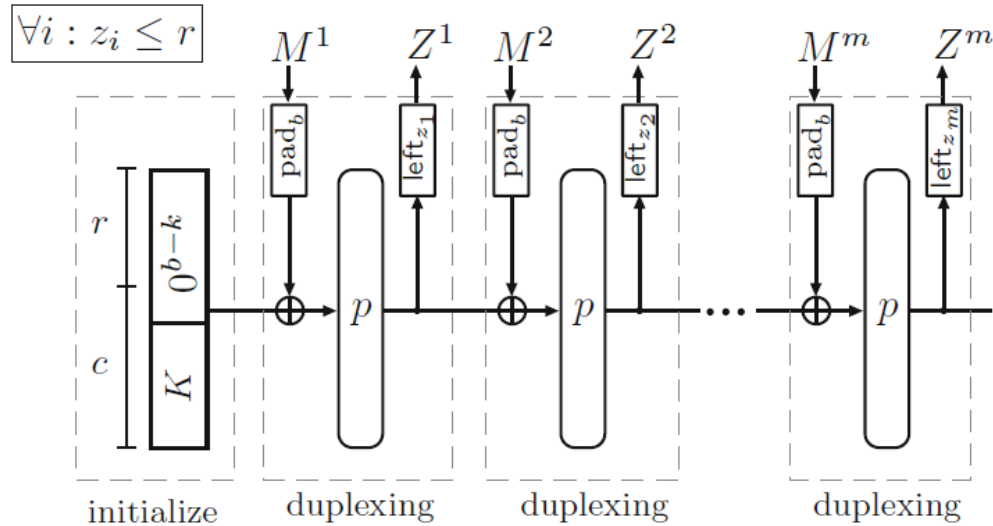 ∀i : z_i ≤ r
M^1 Z^1 M^2 Z^2 M^m Z^m
pad_b left_{z_1} pad_b left_{z_2} pad_b left_{z_m}
r 0^{b−k}
p p ... p
c K
initialize duplexing duplexing duplexing